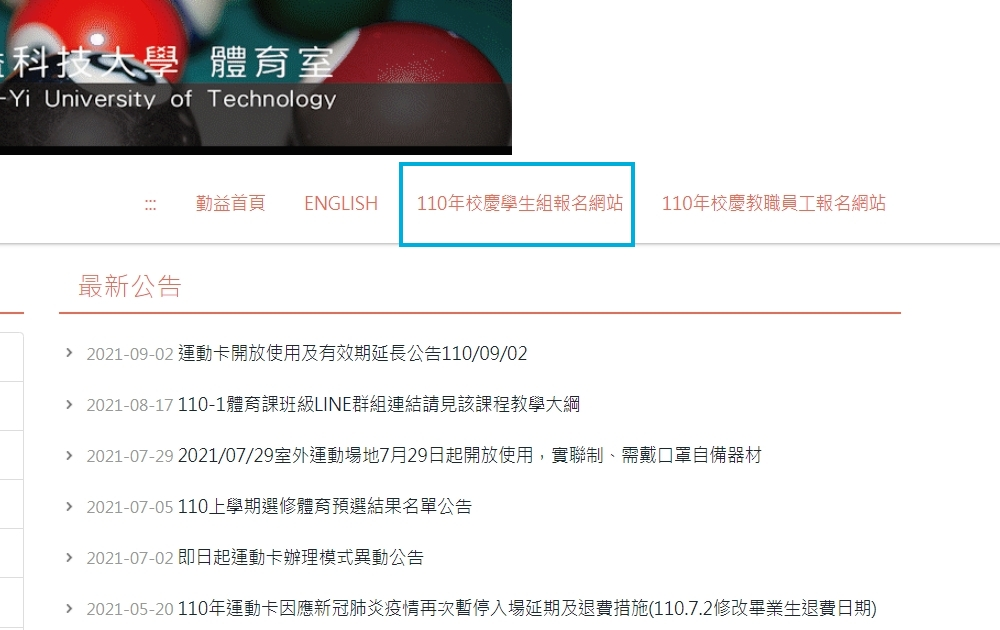 科技大學 體育室
-Yi University of Technology
::: 勤益首頁 ENGLISH 110年校慶學生組報名網站 110年校慶教職員工報名網站
最新公告
2021-09-02 運動卡開放使用及有效期延長公告110/09/02
2021-08-17 110-1體育課班級LINE群組連結請見該課程教學大綱
2021-07-29 2021/07/29室外運動場地7月29日起開放使用，實聯制、需戴口罩自備器材
2021-07-05 110上學期選修體育預選結果名單公告
2021-07-02 即日起運動卡辦理模式異動公告
2021-05-20 110年運動卡因應新冠肺炎疫情再次暫停入場延期及退費措施(110.7.2修改畢業生退費日期)